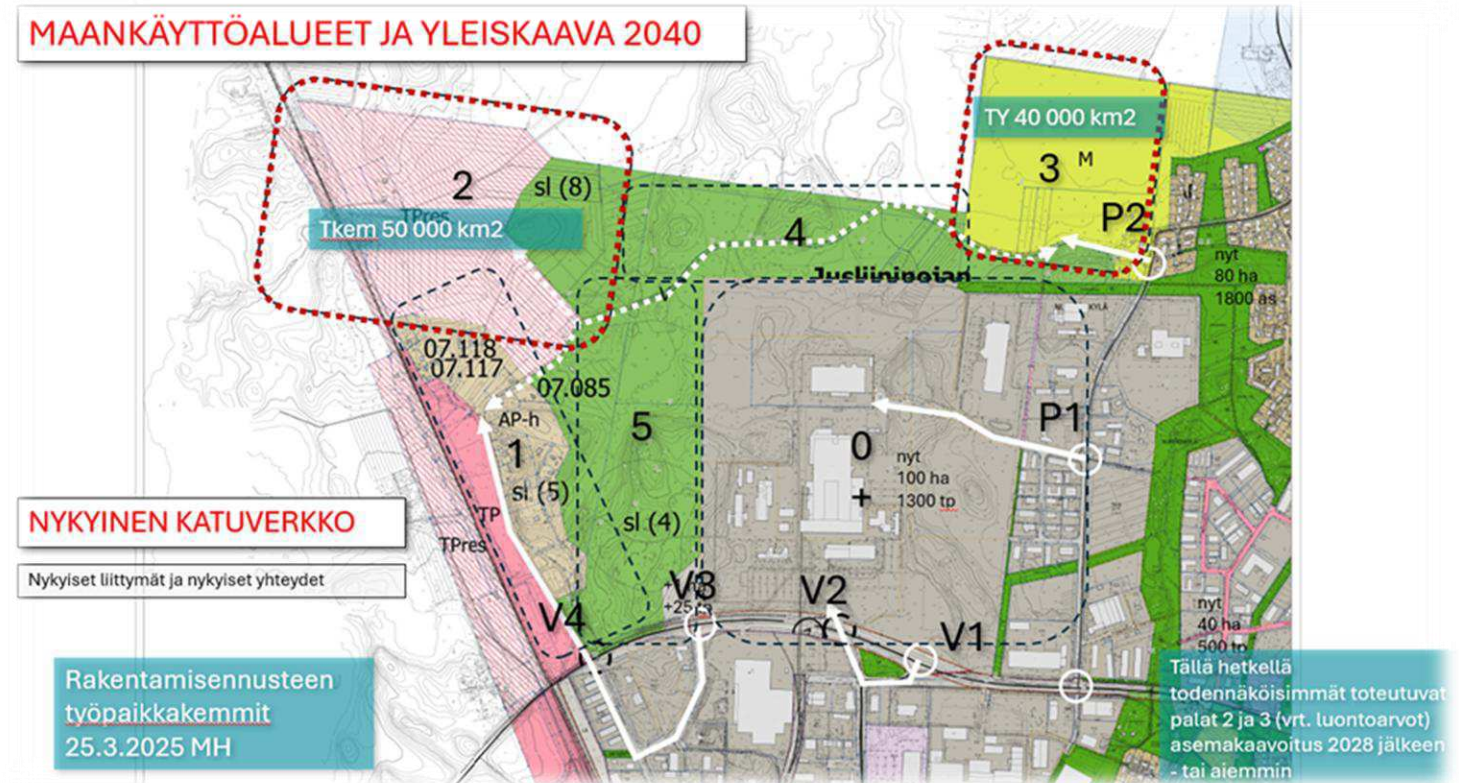 MAANKÄYTTÖALUEET JA YLEISKAAVA 2040
TY 40 000 km2
3 M
2
sl (8)
TPres
Tkem 50 000 km2
4
P2
nyt
80 ha
1800 as
07.118
07.117
07.085
AP-h
1
sl (5)
5
0
nyt
100 ha
1300 tp
+
P1
KYLÄ
NYKYINEN KATUVERKKO
TP
TPres
sl (4)
Nykyiset liittymät ja nykyiset yhteydet
V4
V3
V2
V1
nyt
40 ha
500 tp
Rakentamisennusteen
työpaikkakemmit
25.3.2025 MH
Tällä hetkellä
todennäköisimmät toteutuvat
palat 2 ja 3 (vrt. luontoarvot)
asemakaavoitus 2028 jälkeen
- tai aiemmin